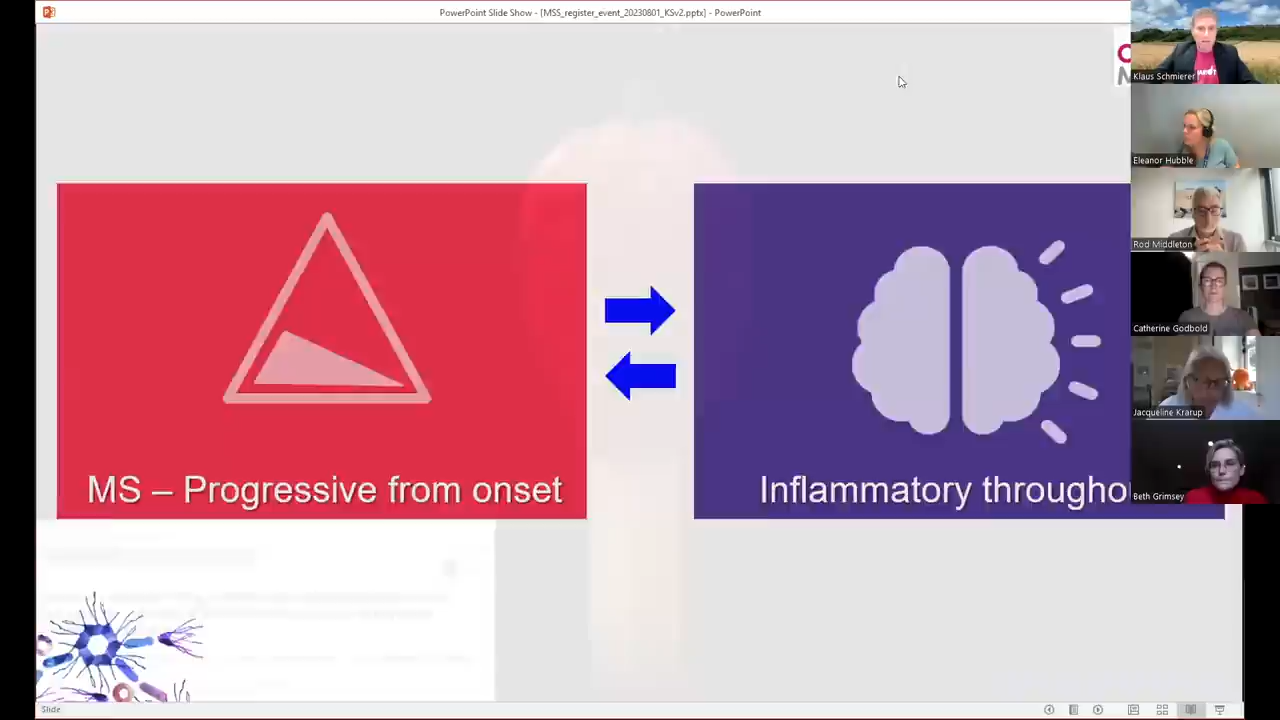 PowerPoint Slide Show - [MSS_register_event_20230801_KSv2.pptx] - PowerPoint
Klaus Schmierer
Eleanor Hubble
Rod Middleton
Catherine Godbold
Jacqueline Krarup
Beth Grimsey
MS – Progressive from onset
Inflammatory througho
Slide